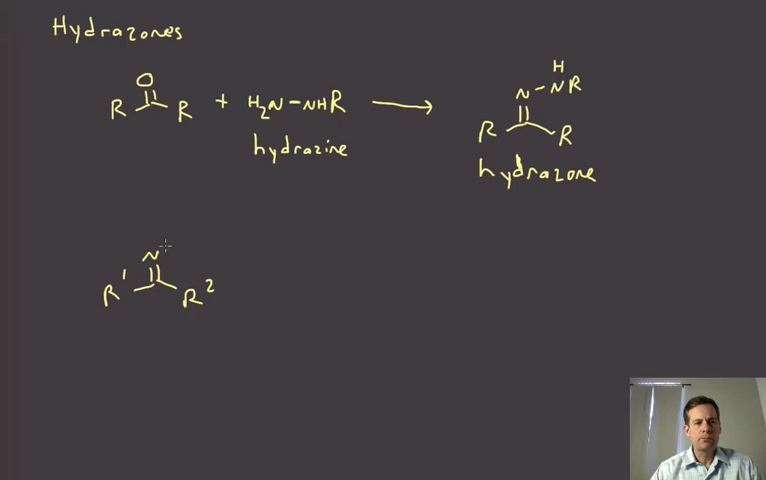 Hydrazones
O
R R + H₂N-NHR → N-NR
H
R R
hydrazine
hydrazone
N
R¹ R²